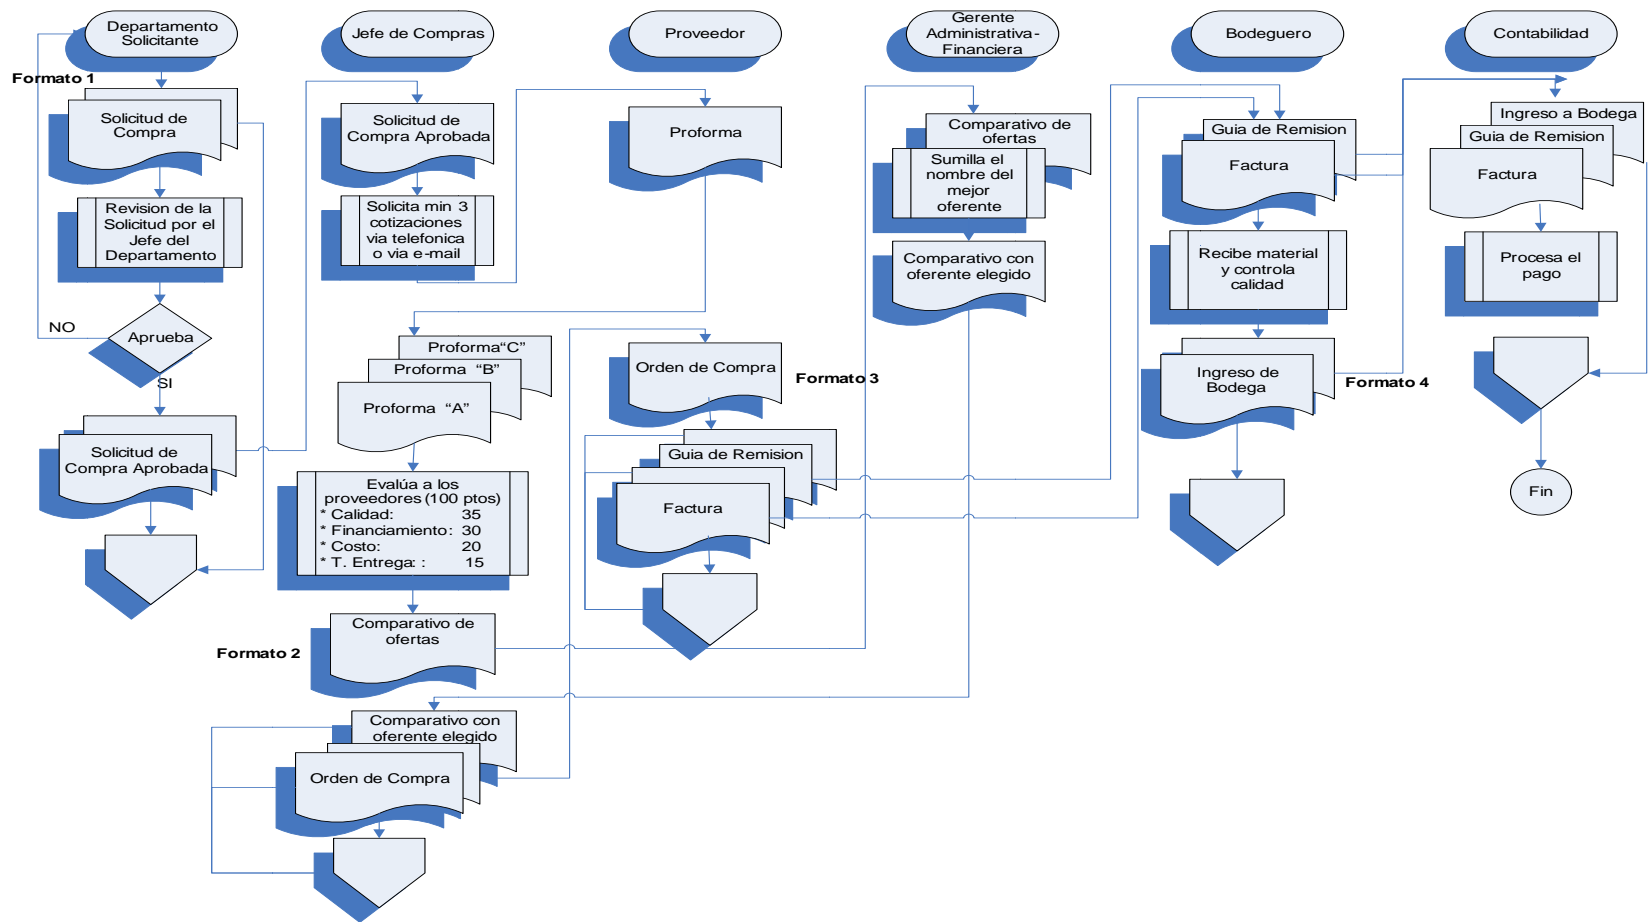 Departamento
Solicitante
Formato 1
Solicitud de
Compra
Revision de la
Solicitud por el
Jefe del
Departamento
NO
Aprueba
SI
Solicitud de
Compra Aprobada
Jefe de Compras
Solicitud de
Compra Aprobada
Solicita min 3
cotizaciones
via telefonica
o via e-mail
Proforma“C”
Proforma “B”
Proforma “A”
Evalúa a los
proveedores (100 ptos)
* Calidad: 35
* Financiamiento: 30
* Costo: 20
* T. Entrega: : 15
Comparativo de
ofertas
Formato 2
Comparativo con
oferente elegido
Orden de Compra
Proveedor
Proforma
Orden de Compra
Formato 3
Guia de Remision
Factura
Gerente
Administrativa-
Financiera
Comparativo de
ofertas
Sumilla el
nombre del
mejor
oferente
Comparativo con
oferente elegido
Bodeguero
Guia de Remision
Factura
Recibe material
y controla
calidad
Ingreso de
Bodega
Formato 4
Contabilidad
Ingreso a Bodega
Guia de Remision
Factura
Procesa el
pago
Fin